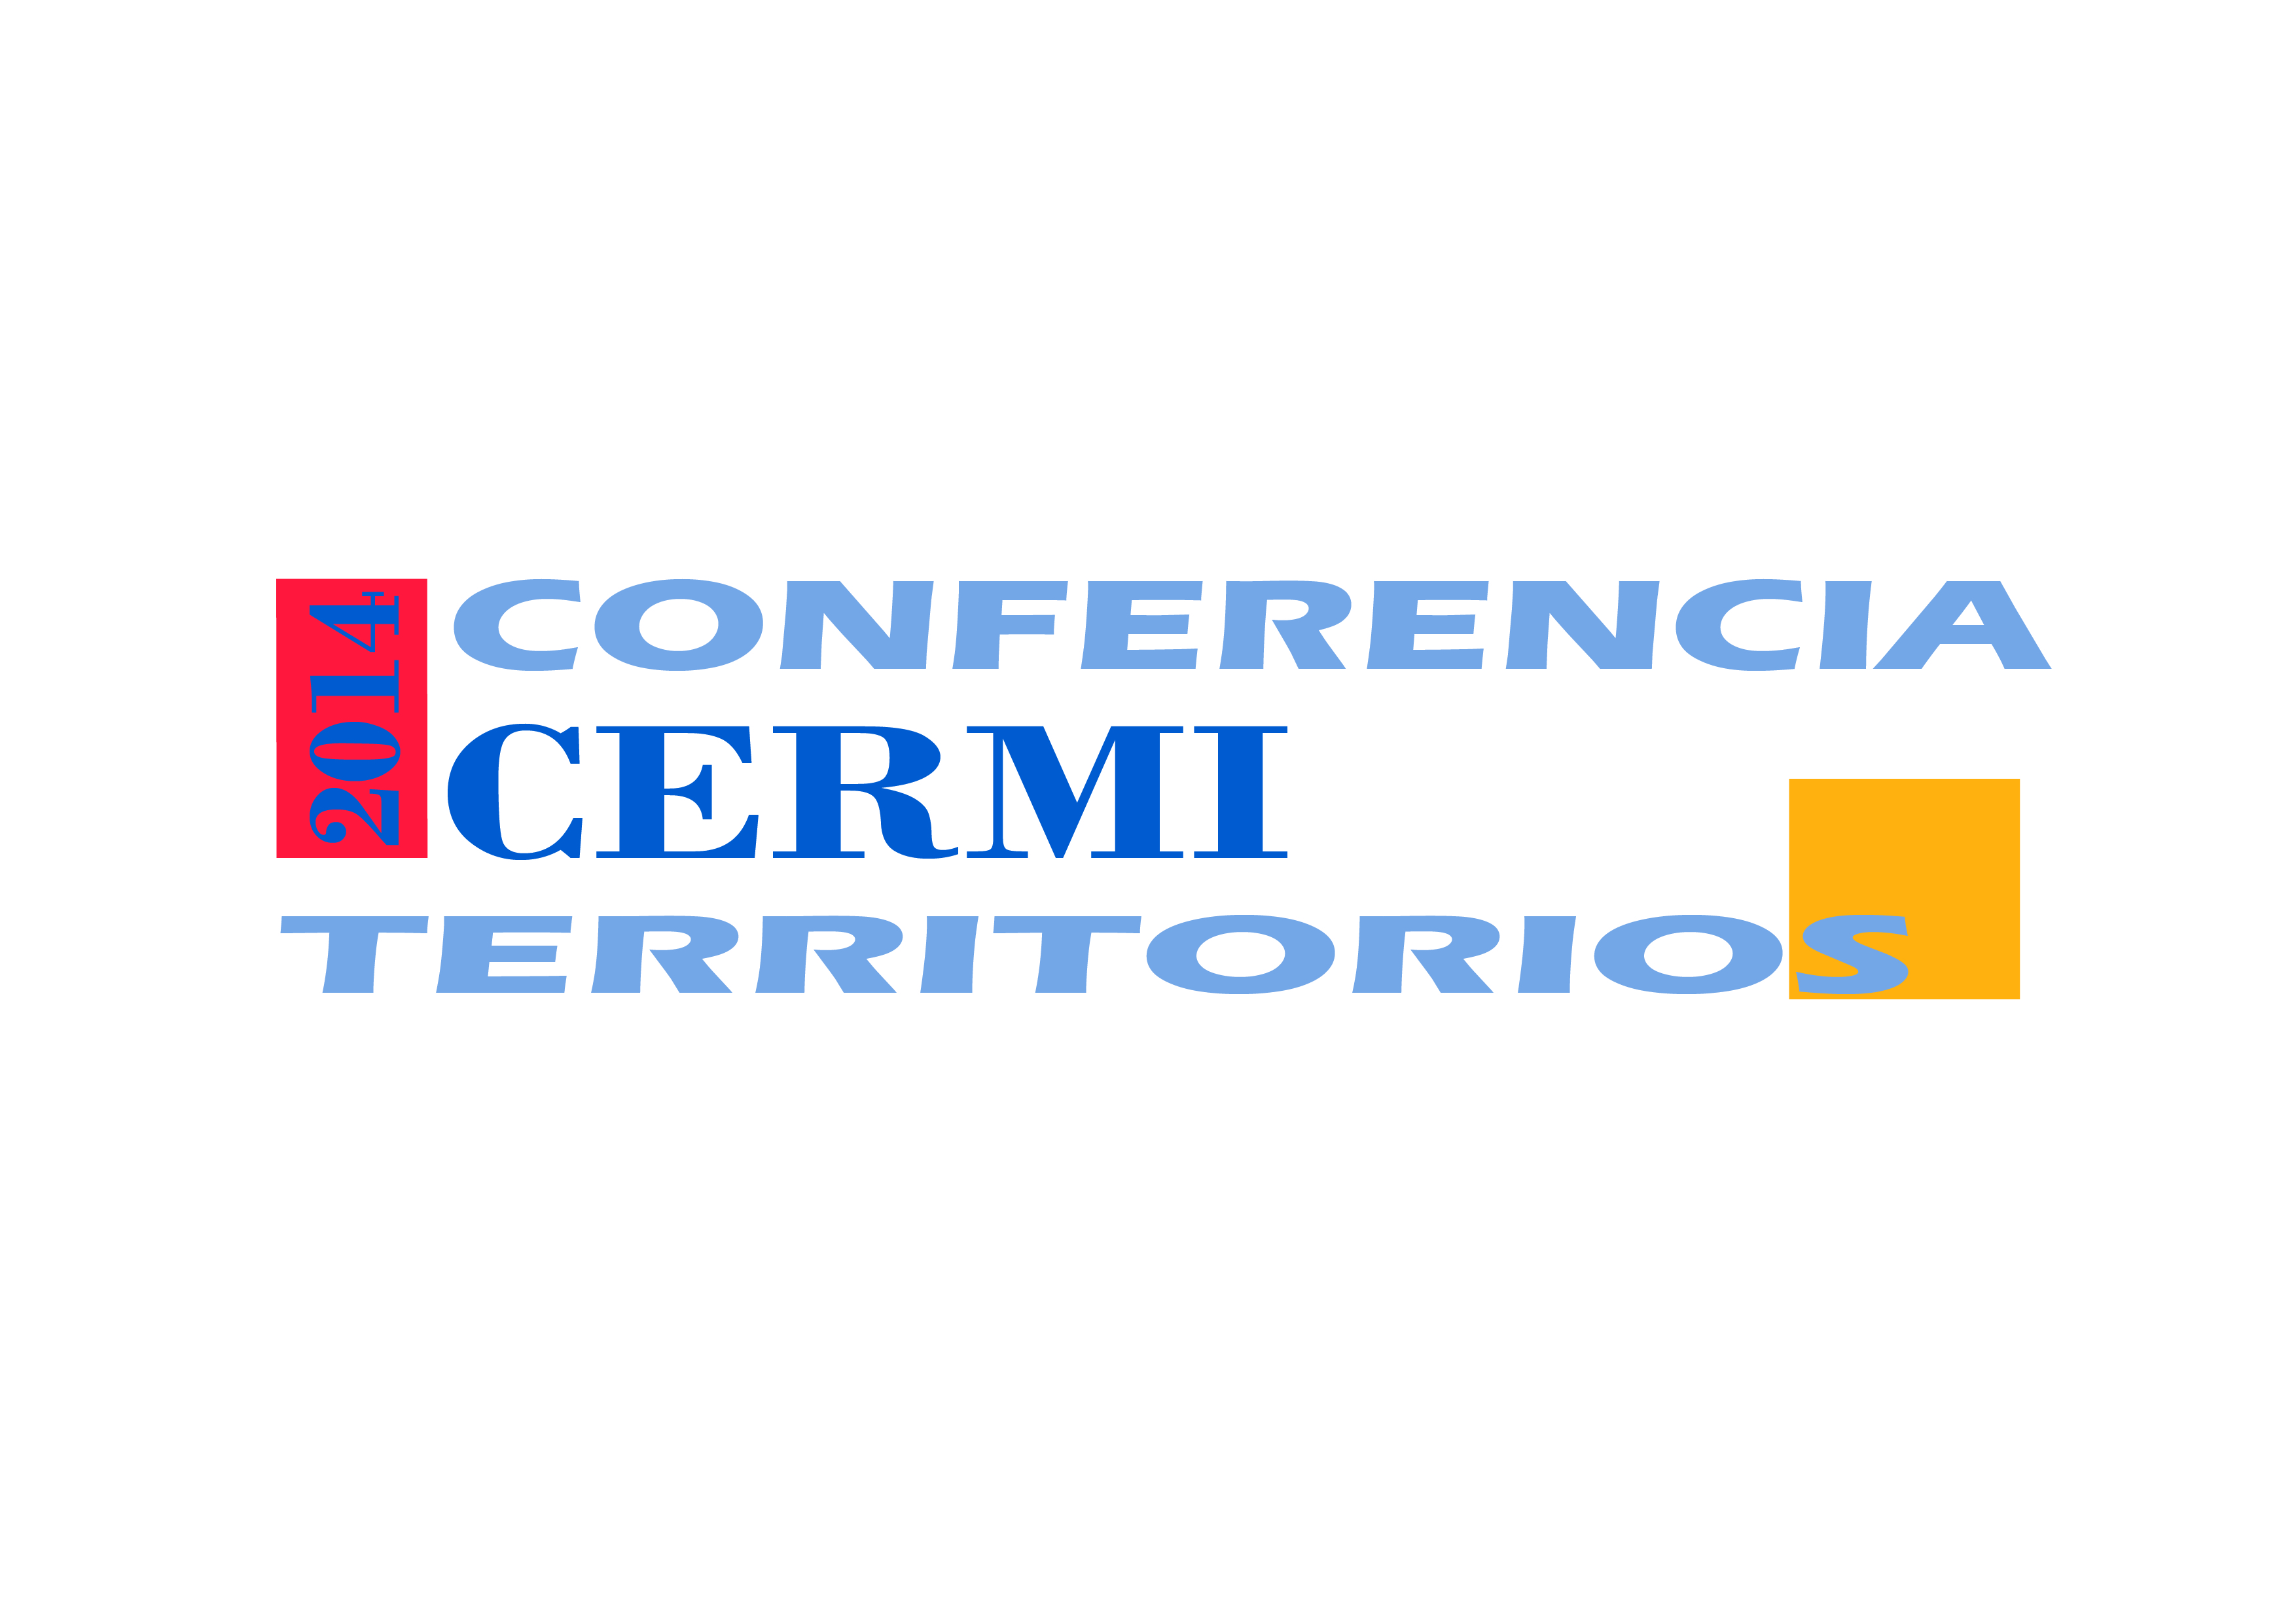 2014
CONFERENCIA
CERMI
TERRITORIOS